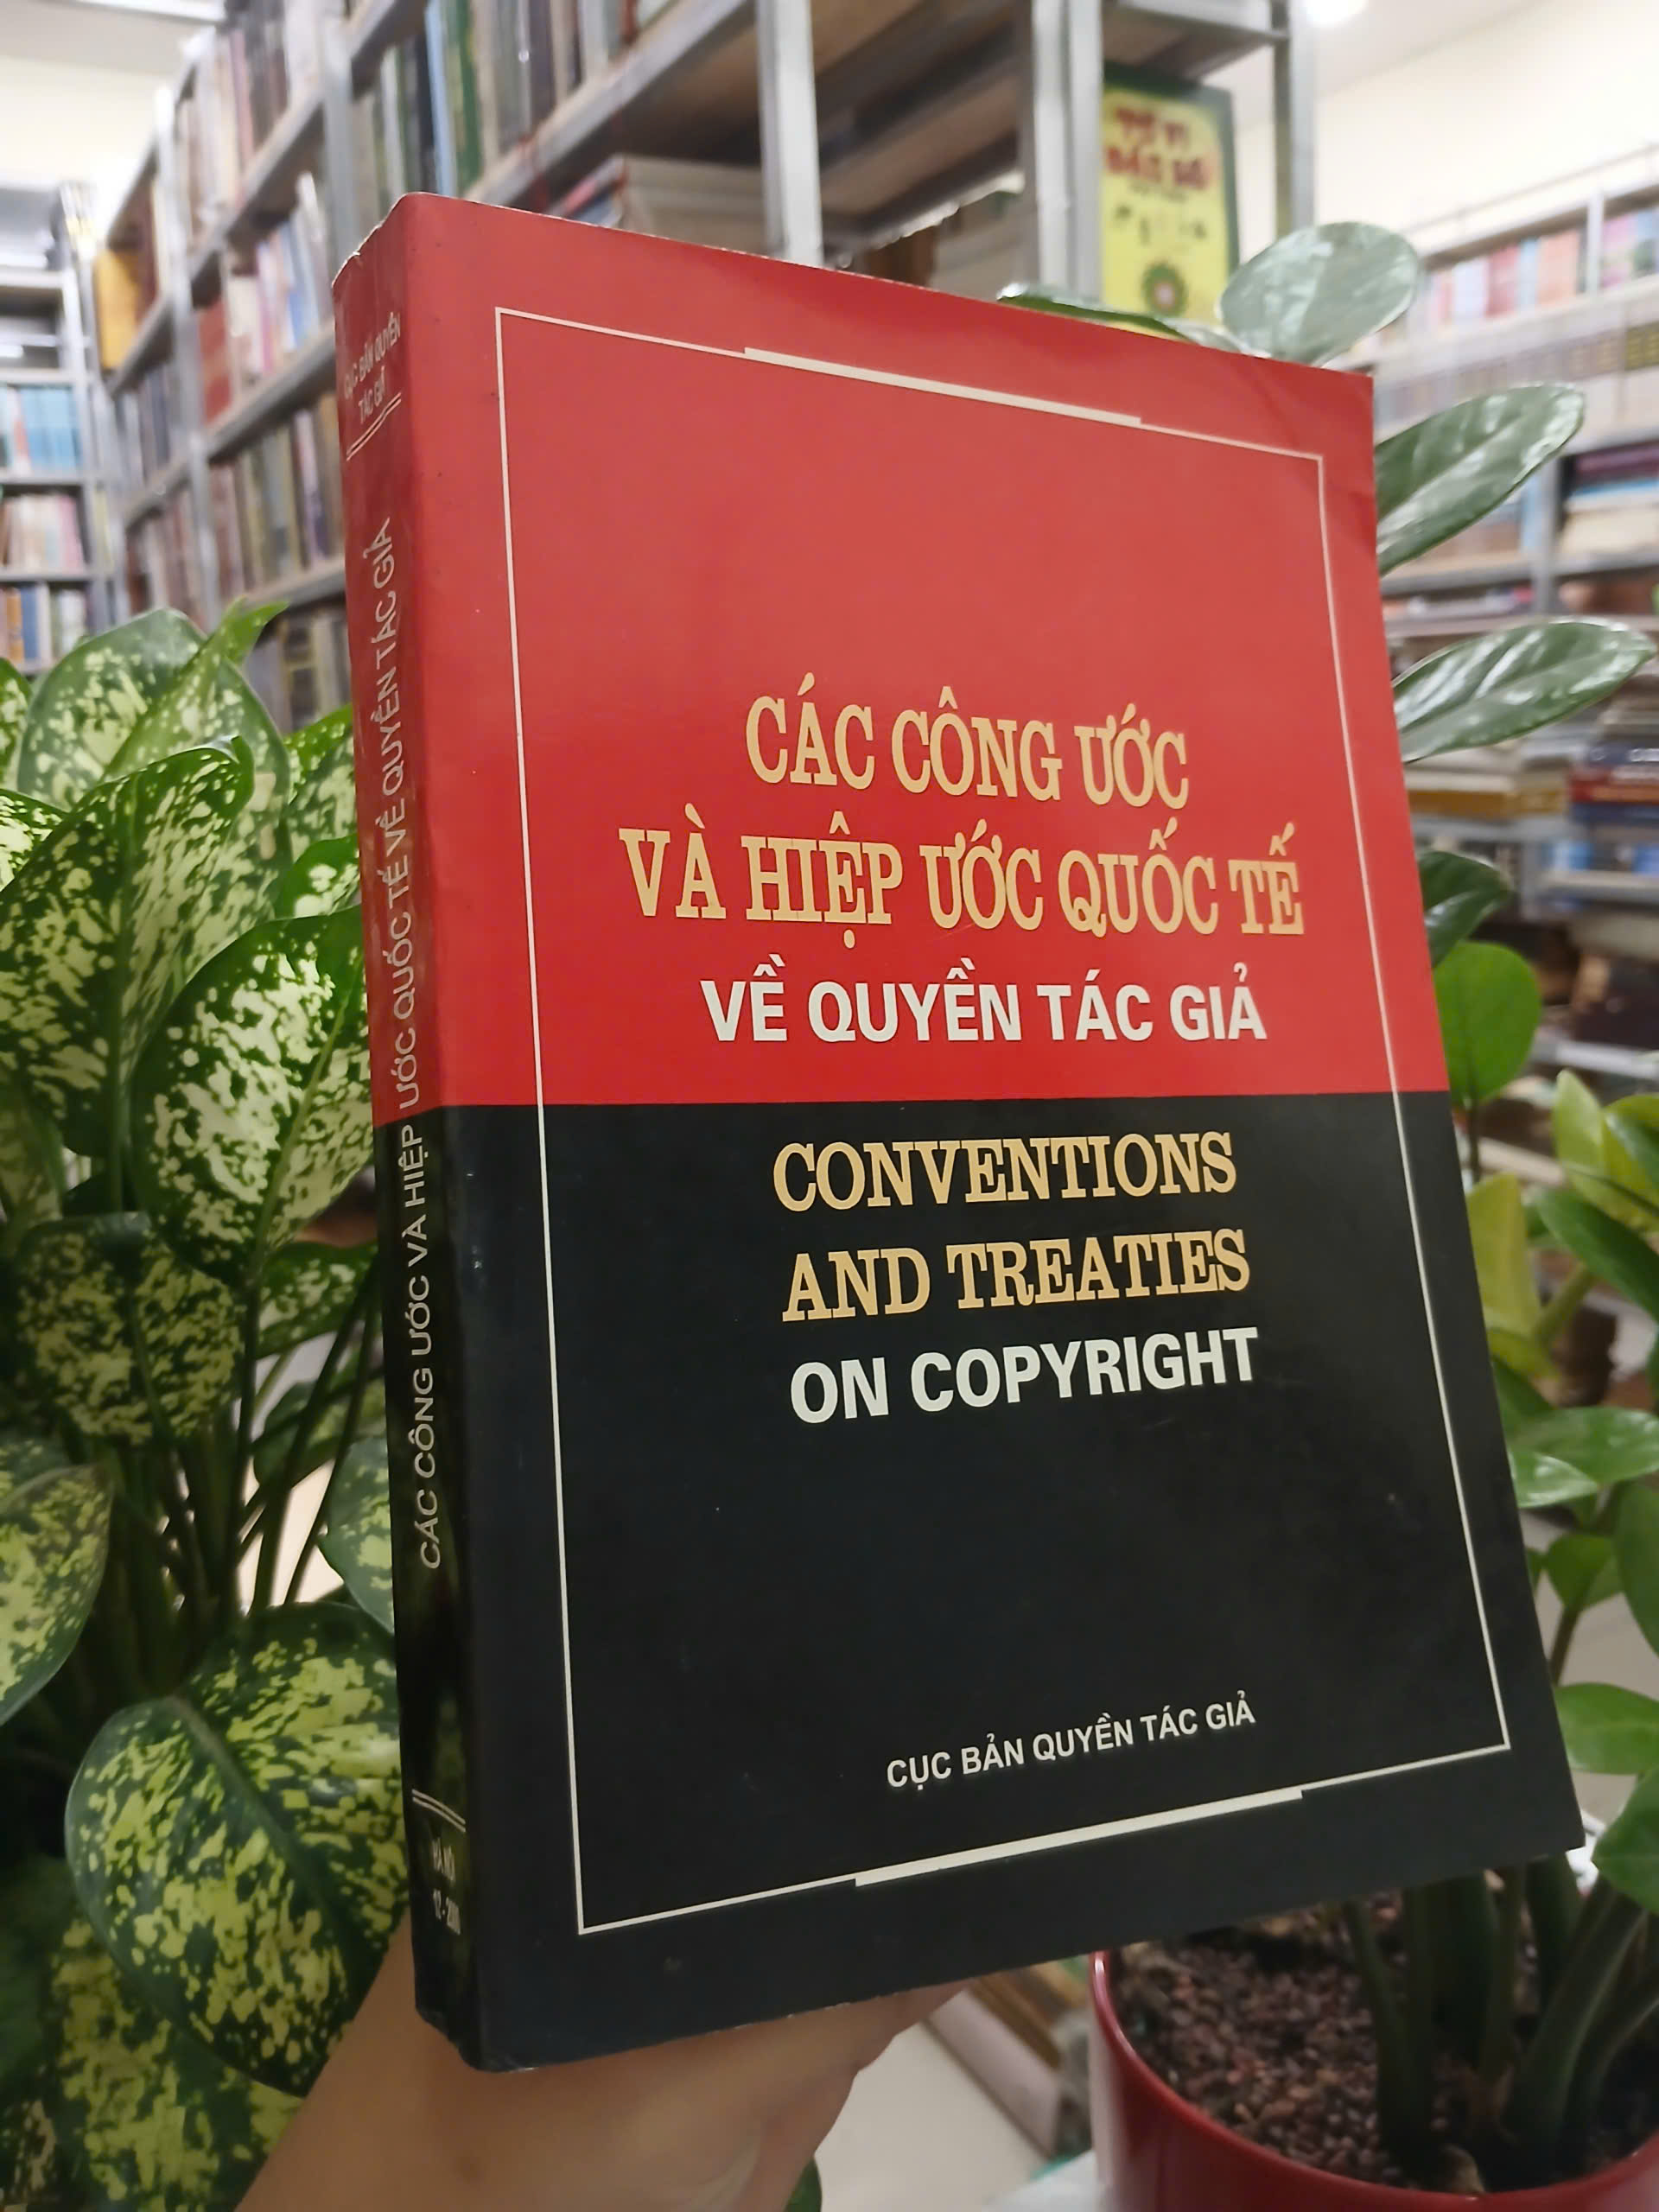 CỤC BẢN QUYỀN
TÁC GIẢ
CÁC CÔNG ƯỚC VÀ HIỆP ƯỚC QUỐC TẾ VỀ QUYỀN TÁC GIẢ
HÀ NỘI
CÁC CÔNG ƯỚC
VÀ HIỆP ƯỚC QUỐC TẾ
VỀ QUYỀN TÁC GIẢ
CONVENTIONS
AND TREATIES
ON COPYRIGHT
CỤC BẢN QUYỀN TÁC GIẢ